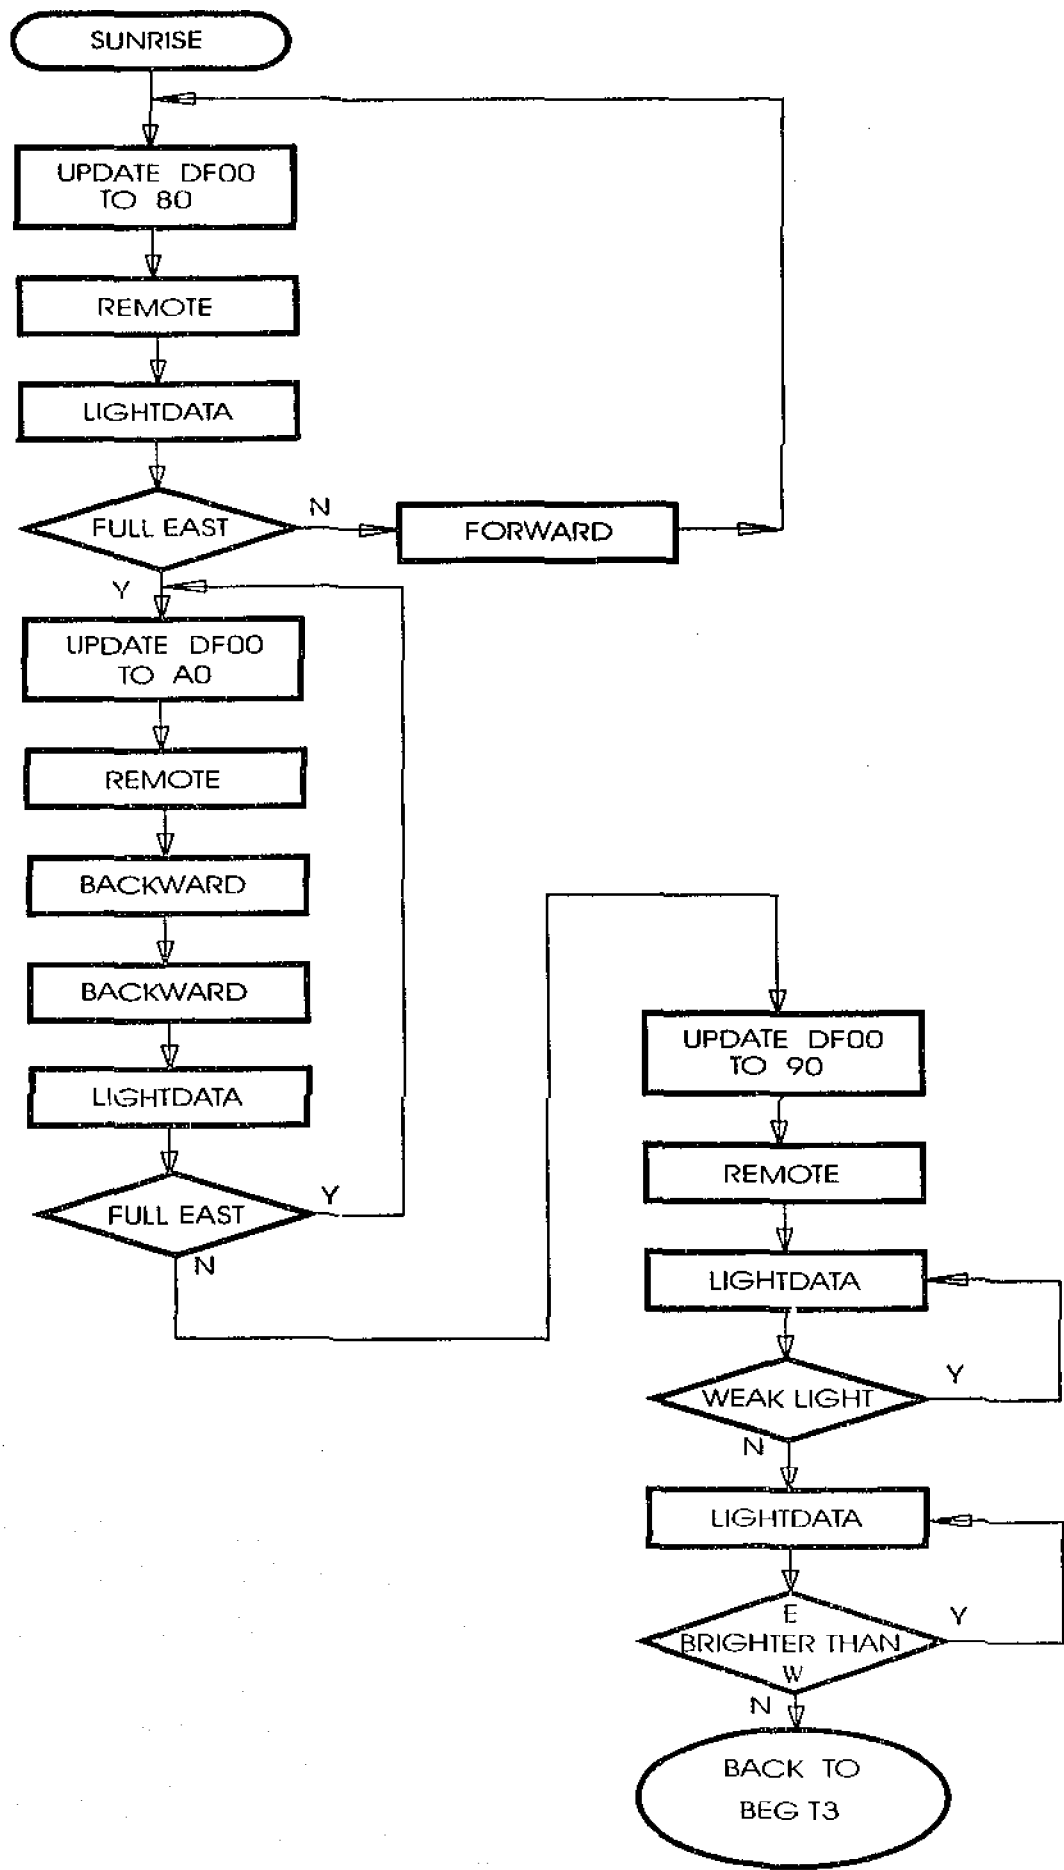 SUNRISE
UPDATE DF00
TO 80
REMOTE
LIGHTDATA
FULL EAST
N
FORWARD
Y
UPDATE DF00
TO A0
REMOTE
BACKWARD
BACKWARD
LIGHTDATA
FULL EAST
Y
N
UPDATE DF00
TO 90
REMOTE
LIGHTDATA
WEAK LIGHT
Y
N
LIGHTDATA
E
BRIGHTER THAN
W
Y
N
BACK TO
BEG T3